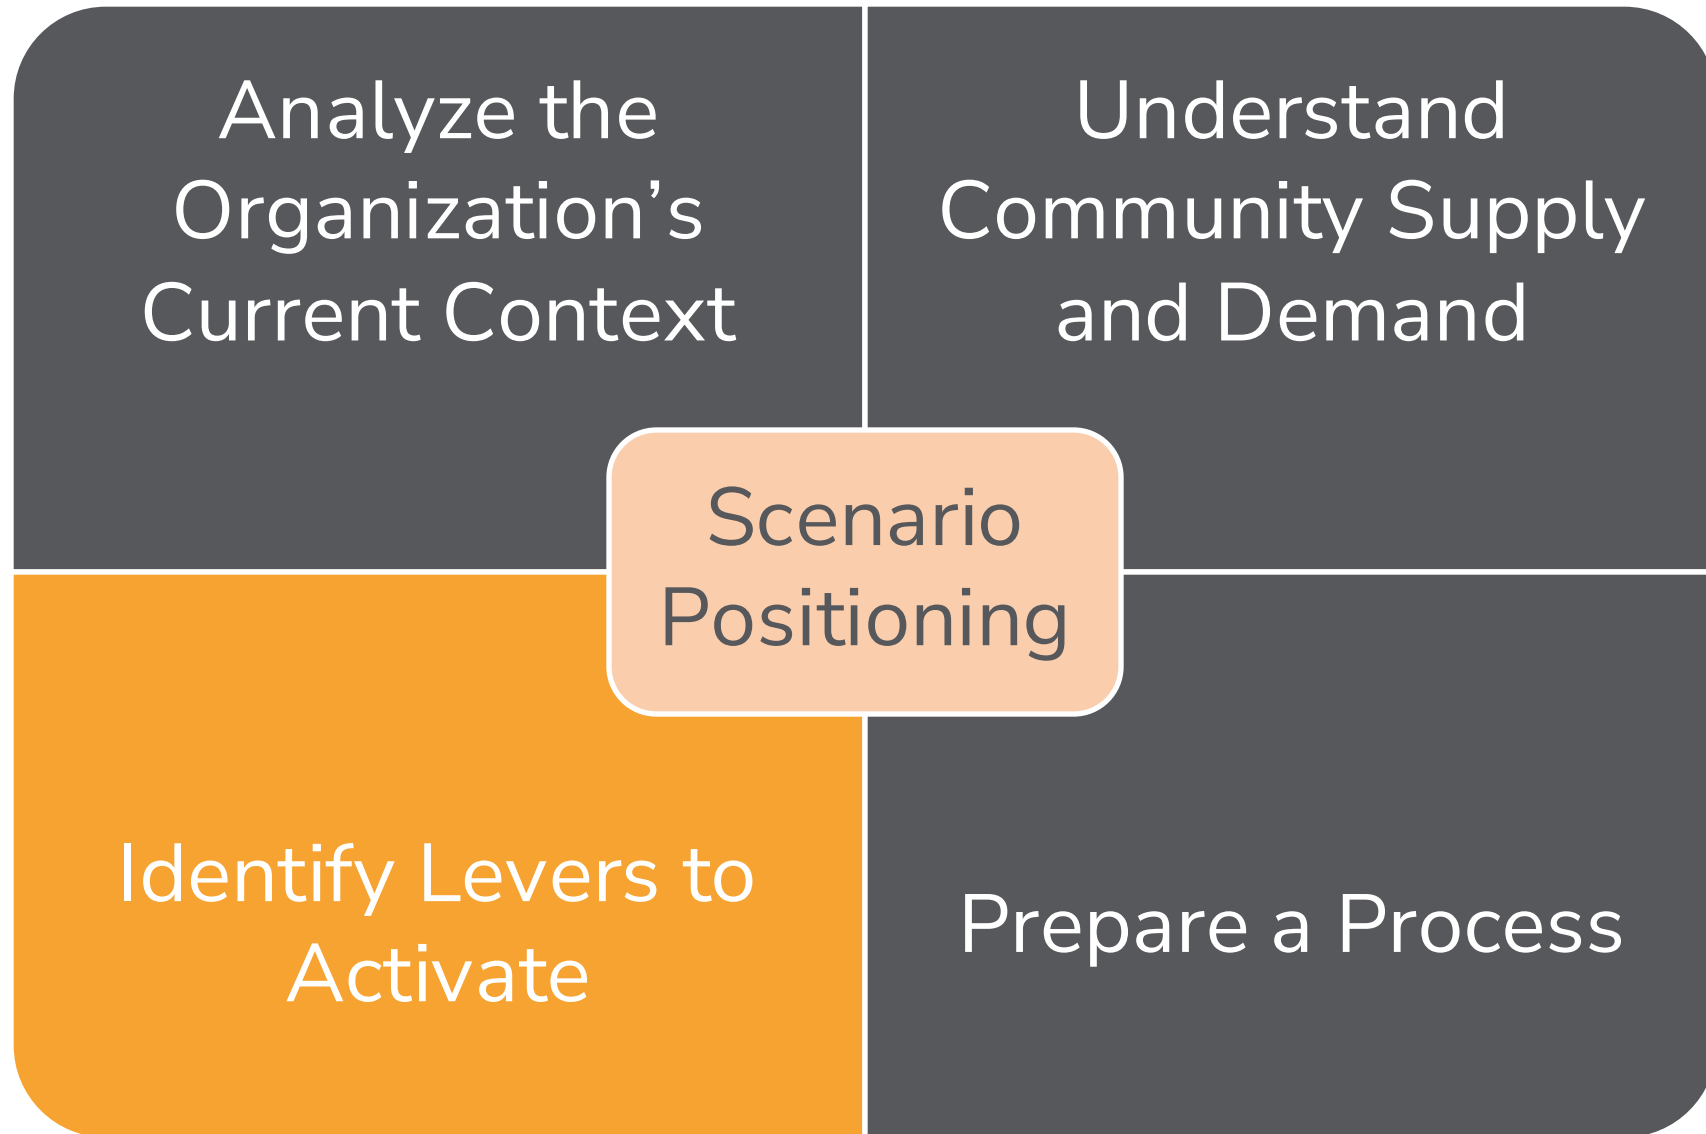 Analyze the
Organization’s
Current Context
Understand
Community Supply
and Demand
Scenario
Positioning
Identify Levers to
Activate
Prepare a Process